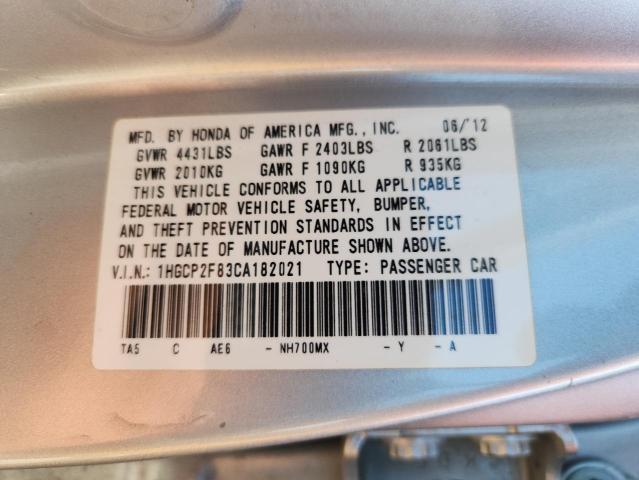 MFD. BY HONDA OF AMERICA MFG., INC. 06/'12
GVWR 4431LBS GAWR F 2403LBS R 2061LBS
GVWR 2010KG GAWR F 1090KG R 935KG
THIS VEHICLE CONFORMS TO ALL APPLICABLE
FEDERAL MOTOR VEHICLE SAFETY, BUMPER,
AND THEFT PREVENTION STANDARDS IN EFFECT
ON THE DATE OF MANUFACTURE SHOWN ABOVE.
V.I.N.: 1HGCP2F83CA182021 TYPE: PASSENGER CAR
TA5 C AE6 - NH700MX - Y - A